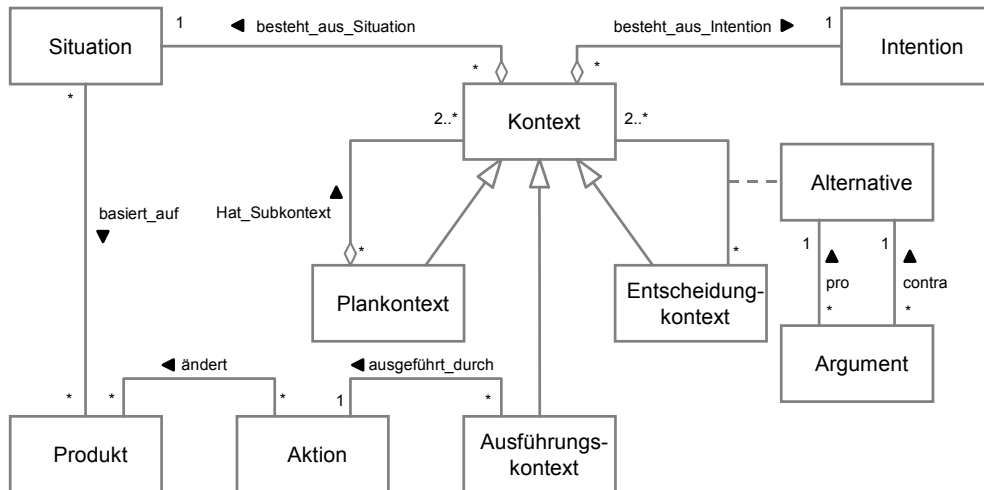 1
◄ besteht_aus_Situation
besteht_aus_Intention ►
1
Situation
Intention
*
*
*
Kontext
2..*
2..*
Alternative
Hat_Subkontext
basiert_auf
1
1
pro
contra
*
*
*
*
Plankontext
Entscheidung-
kontext
Argument
◄ ändert
◄ ausgeführt_durch
*
*
*
1
*
Produkt
Aktion
Ausführungs-
kontext